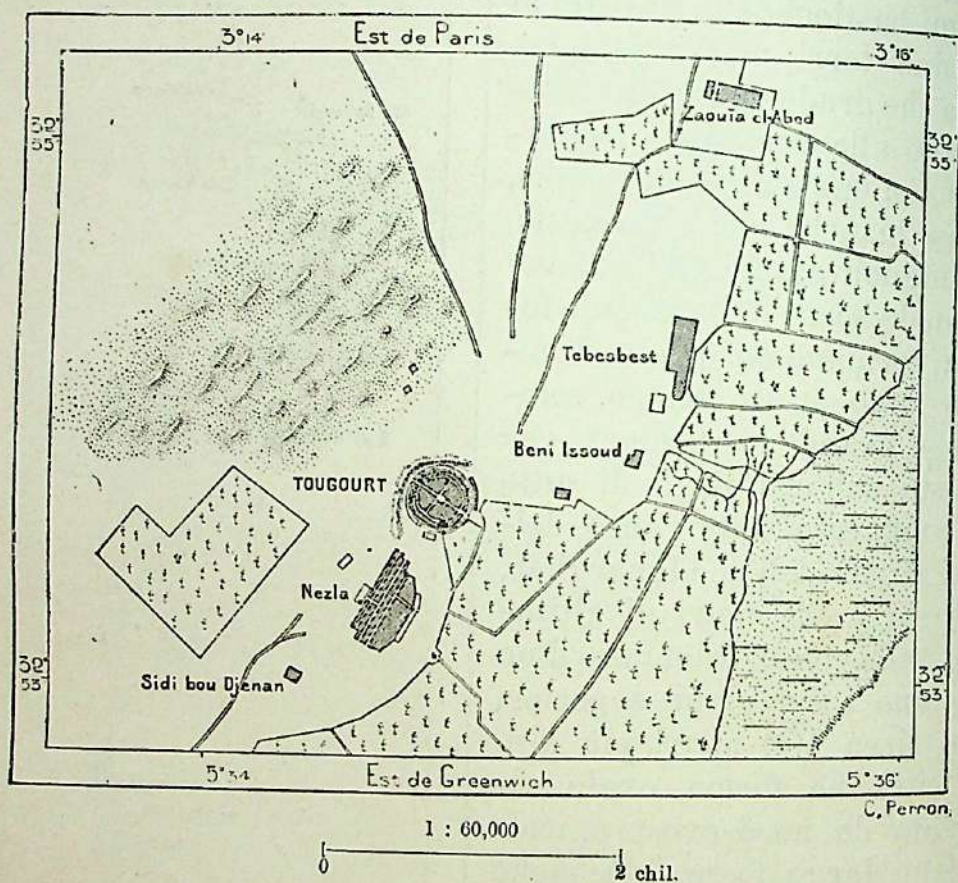 3°14' Est de Paris 3°16'
32° 55' Zaouïa el-Abed 32° 55'
Tebesbest
Beni Issoud
TOUGOURT
Nezla
32° 53' Sidi bou Djenan 32° 53'
5°34' Est de Greenwich 5°36'
C. Perron.
1 : 60,000
0 2 chil.